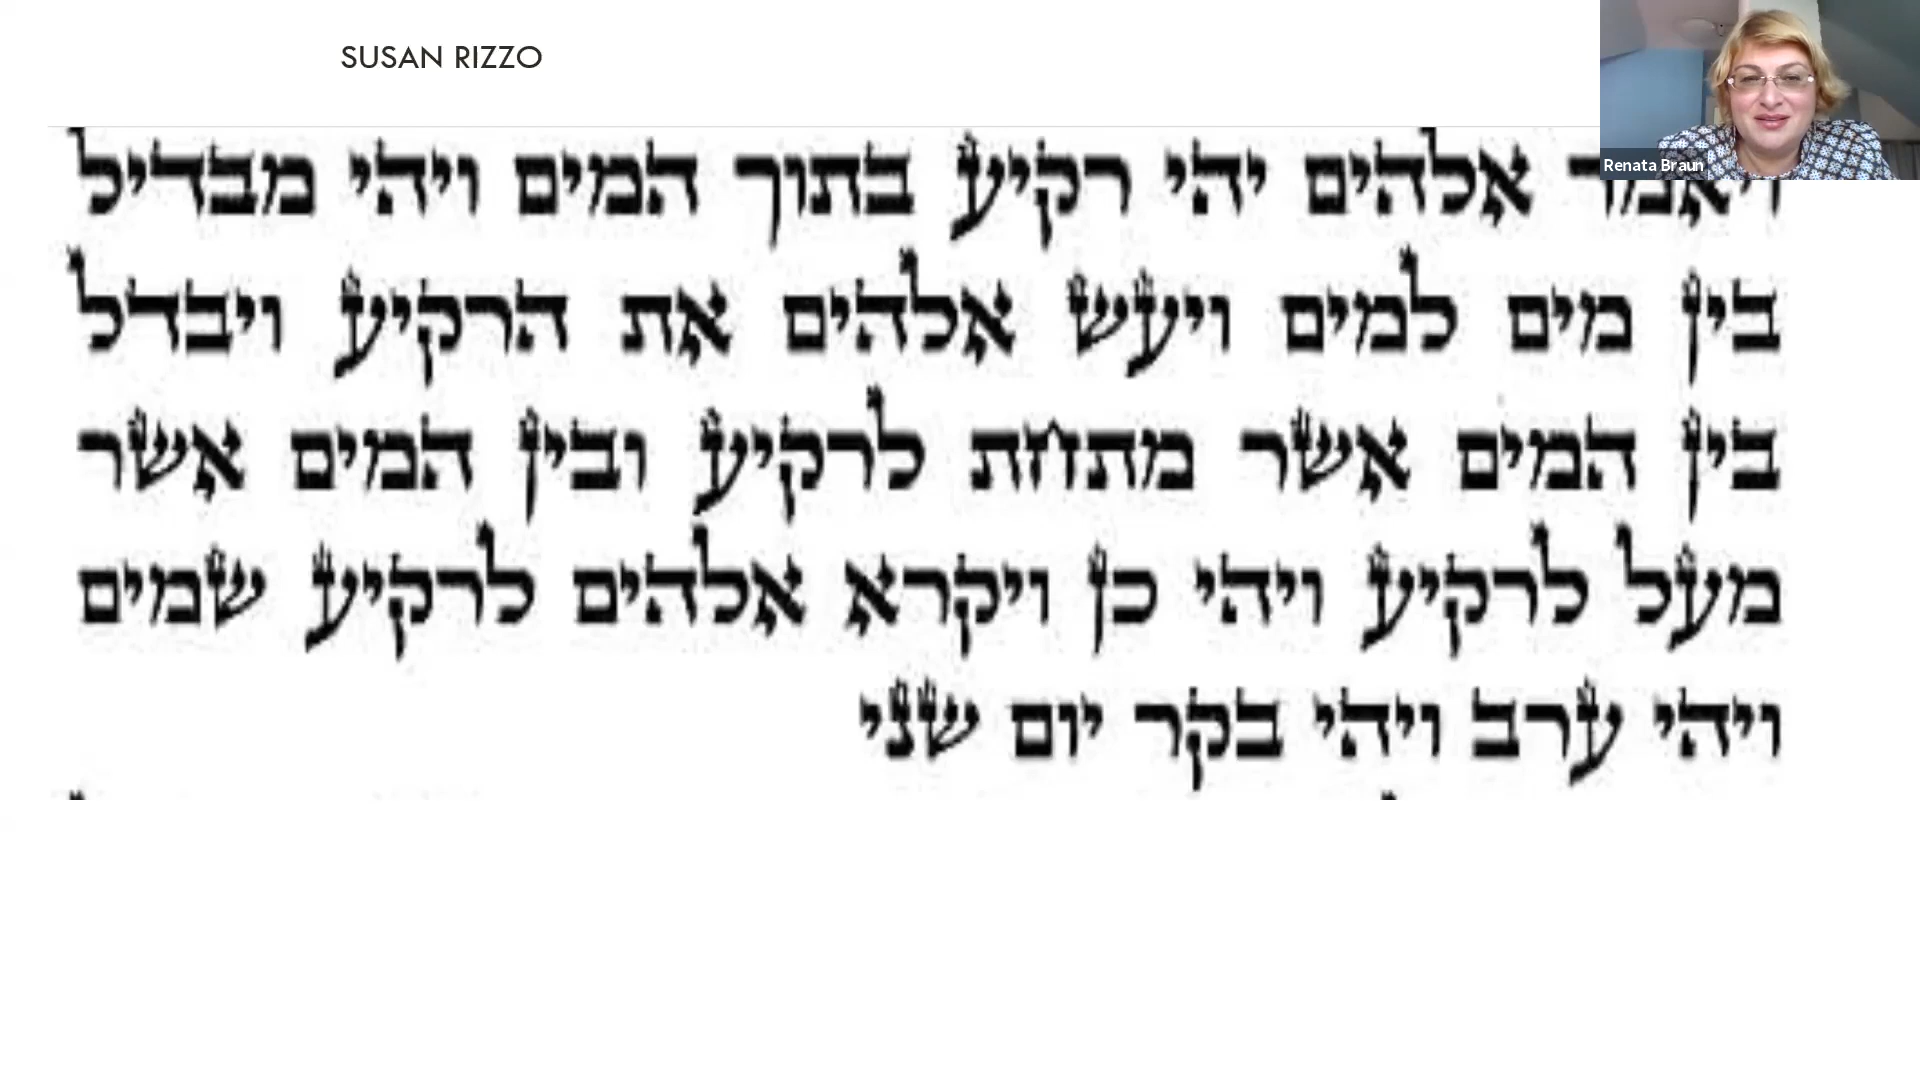 SUSAN RIZZO
ויאמר אלהים יהי רקיע בתוך המים ויהי מבדיל
בין מים למים ויעש אלהים את הרקיע ויבדל
בין המים אשר מתחת לרקיע ובין המים אשר
מעל לרקיע ויהי כן ויקרא אלהים לרקיע שמים
ויהי ערב ויהי בקר יום שני
Renata Braun